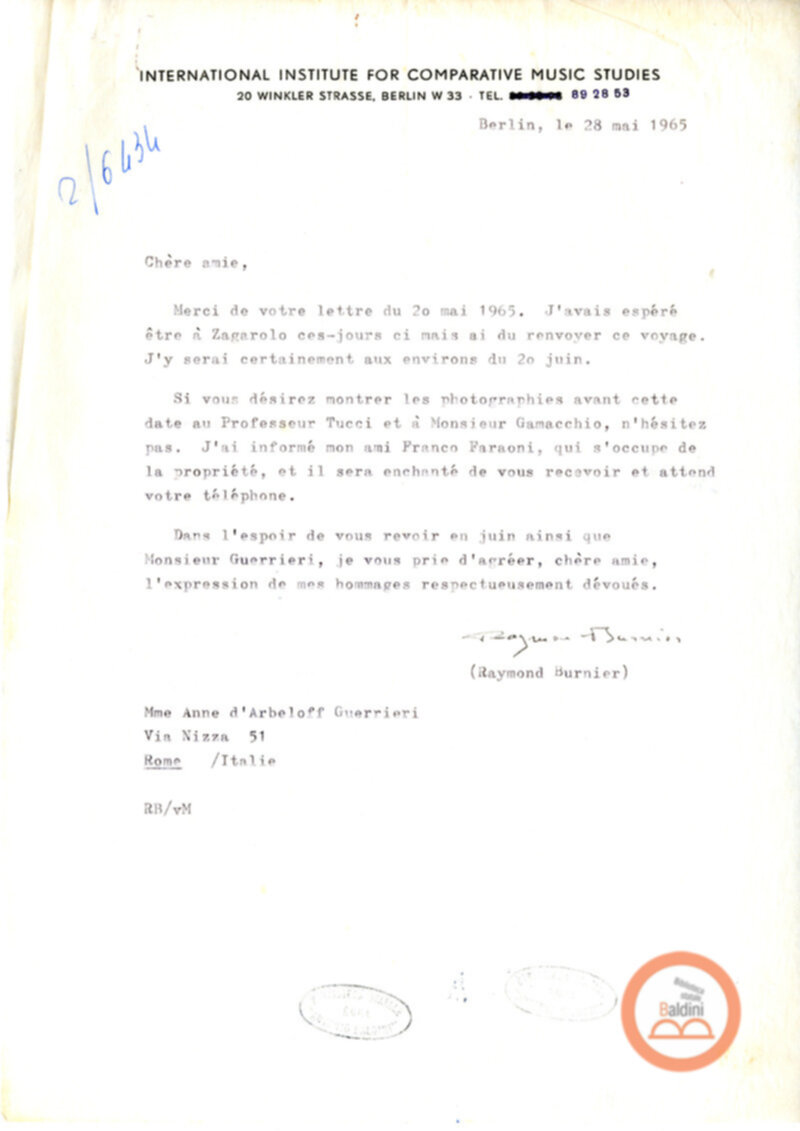 INTERNATIONAL INSTITUTE FOR COMPARATIVE MUSIC STUDIES
20 WINKLER STRASSE, BERLIN W 33 · TEL. 89 28 53
Berlin, le 28 mai 1965
2/6434
Chère amie,
Merci de votre lettre du 2o mai 1965. J'avais espéré
être à Zagarolo ces-jours ci mais ai du renvoyer ce voyage.
J'y serai certainement aux environs du 2o juin.
Si vous désirez montrer les photographies avant cette
date au Professeur Tucci et à Monsieur Gamacchio, n'hésitez
pas. J'ai informé mon ami Franco Faraoni, qui s'occupe de
la propriété, et il sera enchanté de vous recevoir et attend
votre téléphone.
Dans l'espoir de vous revoir en juin ainsi que
Monsieur Guerrieri, je vous prie d'agréer, chère amie,
l'expression de mes hommages respectueusement dévoués.
Raymond Burnier
(Raymond Burnier)
Mme Anne d'Arbeloff Guerrieri
Via Nizza 51
Rome /Italie
RB/vM
Biblioteca
statale
Baldini